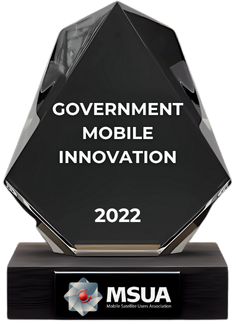 GOVERNMENT
MOBILE
INNOVATION
2022
MSUA
Mobile Satellite Users Association